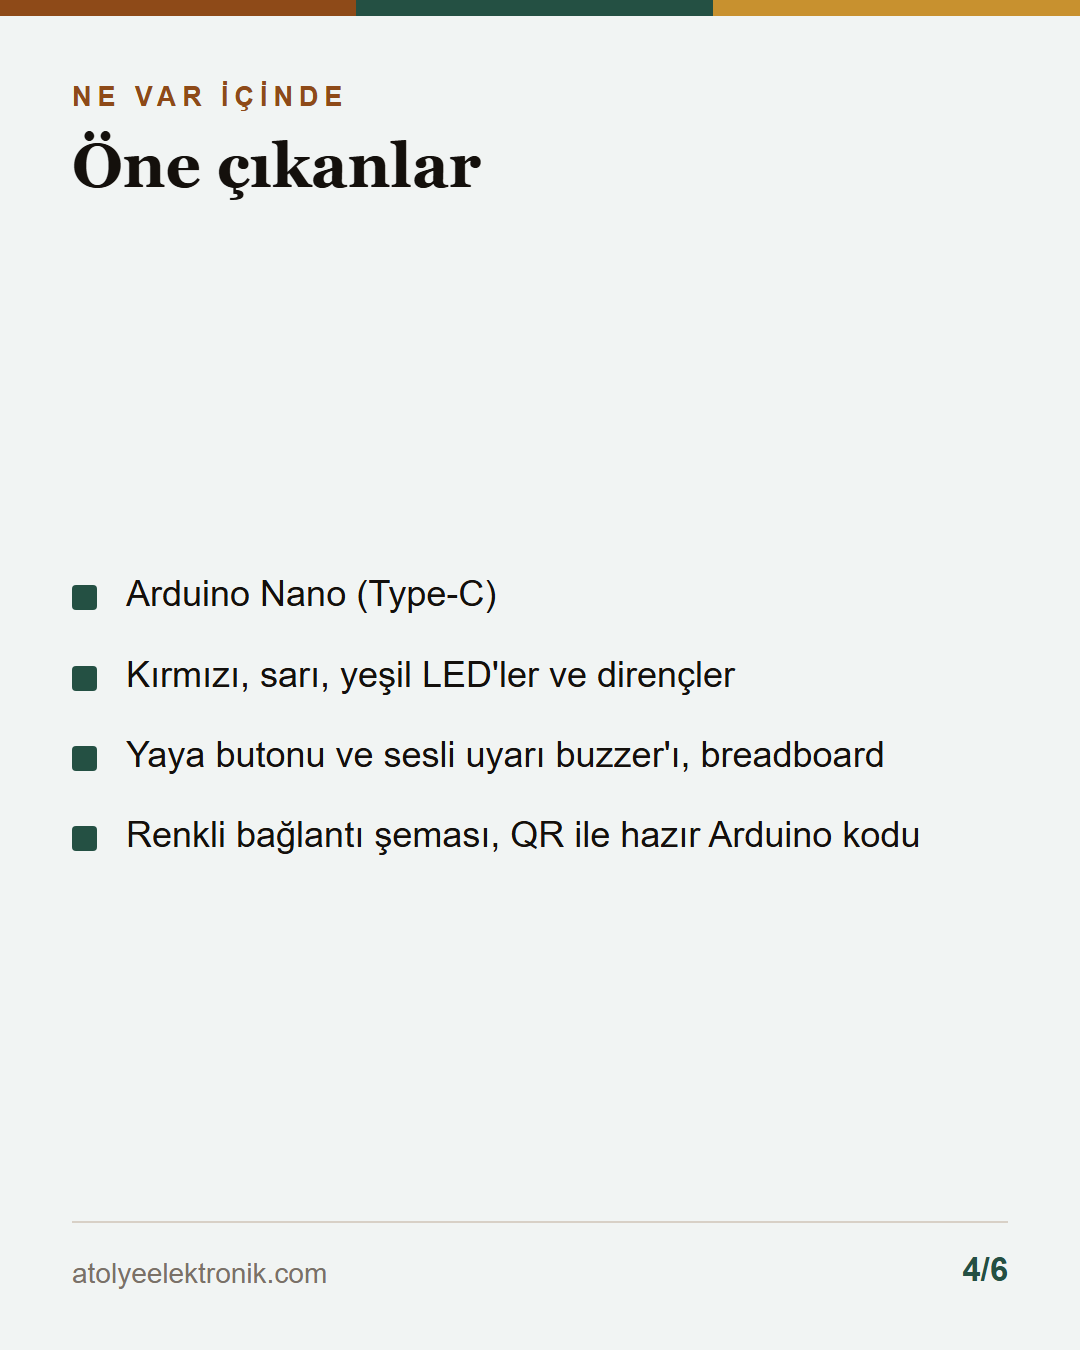 NE VAR İÇİNDE
Öne çıkanlar
Arduino Nano (Type-C)
Kırmızı, sarı, yeşil LED'ler ve dirençler
Yaya butonu ve sesli uyarı buzzer'ı, breadboard
Renkli bağlantı şeması, QR ile hazır Arduino kodu
atolyeelektronik.com
4/6